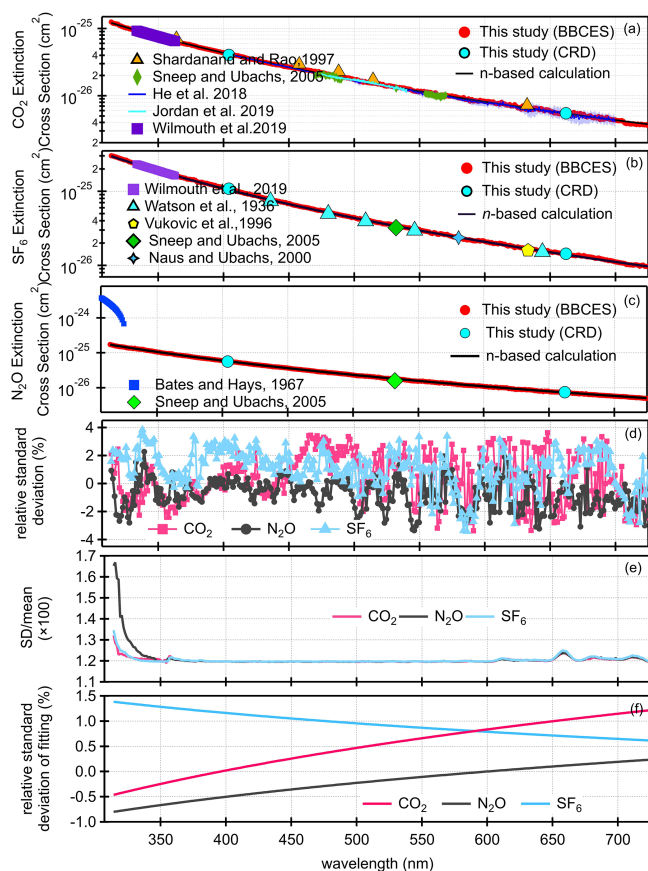 10-25
10-26
4
2
4
2
CO2 Extinction
Cross Section (cm2)
(a)
Shardanand and Rao, 1997
Sneep and Ubachs, 2005
He et al. 2018
Jordan et al. 2019
Wilmouth et al.2019
This study (BBCES)
This study (CRD)
n-based calculation
2
10-25
4
2
10-26
SF6 Extinction
Cross Section (cm2)
(b)
Wilmouth et al., 2019
Watson et al., 1936
Vukovic et al.,1996
Sneep and Ubachs, 2005
Naus and Ubachs, 2000
This study (BBCES)
This study (CRD)
n-based calculation
10-24
10-25
10-26
N2O Extinction
Cross Section (cm2)
(c)
Bates and Hays, 1967
Sneep and Ubachs, 2005
This study (BBCES)
This study (CRD)
n-based calculation
4
2
0
-2
-4
relative standard
deviation (%)
(d)
CO2 N2O SF6
1.7
1.6
1.5
1.4
1.3
1.2
1.1
SD/mean
(×100)
(e)
CO2 N2O SF6
1.5
1.0
0.5
0.0
-0.5
-1.0
relative standard
deviation of fitting (%)
(f)
CO2 N2O SF6
350 400 450 500 550 600 650 700
wavelength (nm)